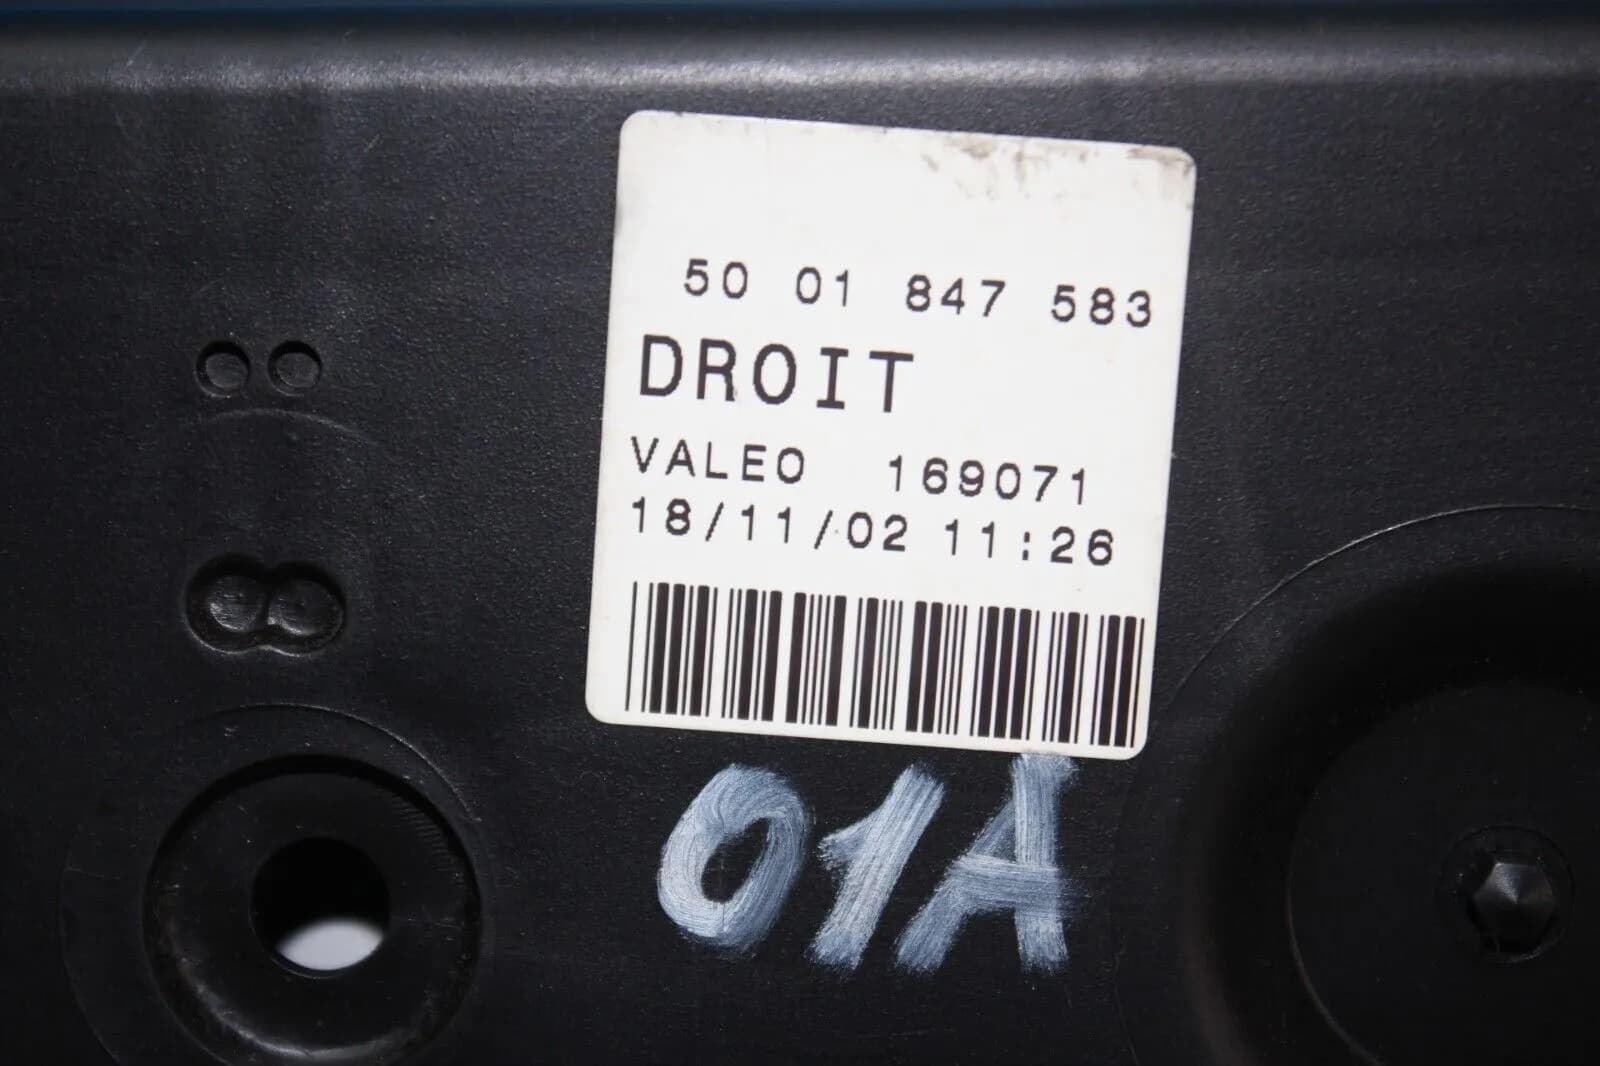 50 01 847 583
DROIT
VALEO 169071
18/11/02 11:26
01A